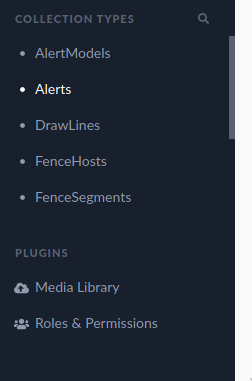 COLLECTION TYPES
• AlertModels
• Alerts
• DrawLines
• FenceHosts
• FenceSegments
PLUGINS
Media Library
Roles & Permissions